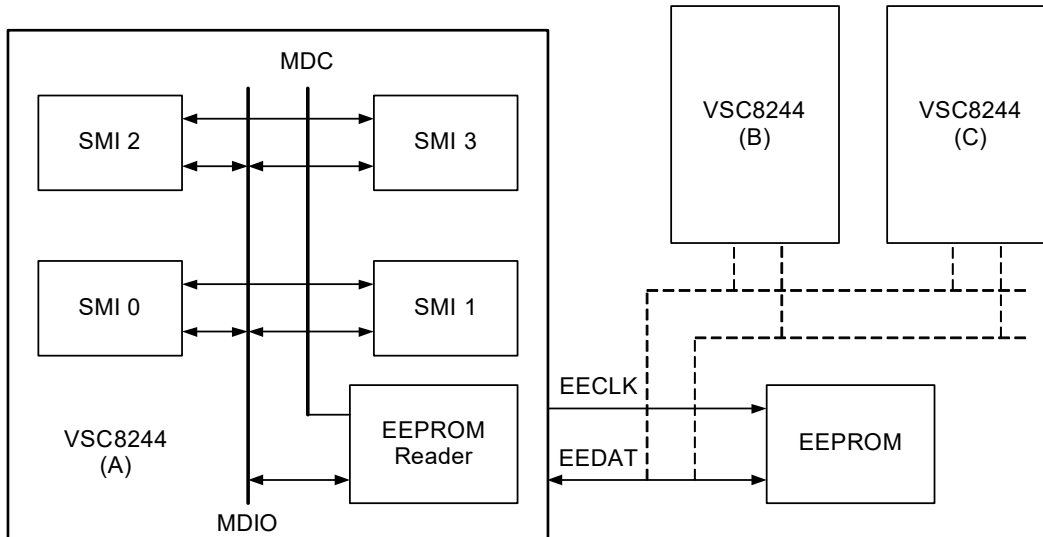 MDC
SMI 2
SMI 3
VSC8244
(B)
VSC8244
(C)
SMI 0
SMI 1
VSC8244
(A)
EEPROM
Reader
EECLK
EEDAT
EEPROM
MDIO